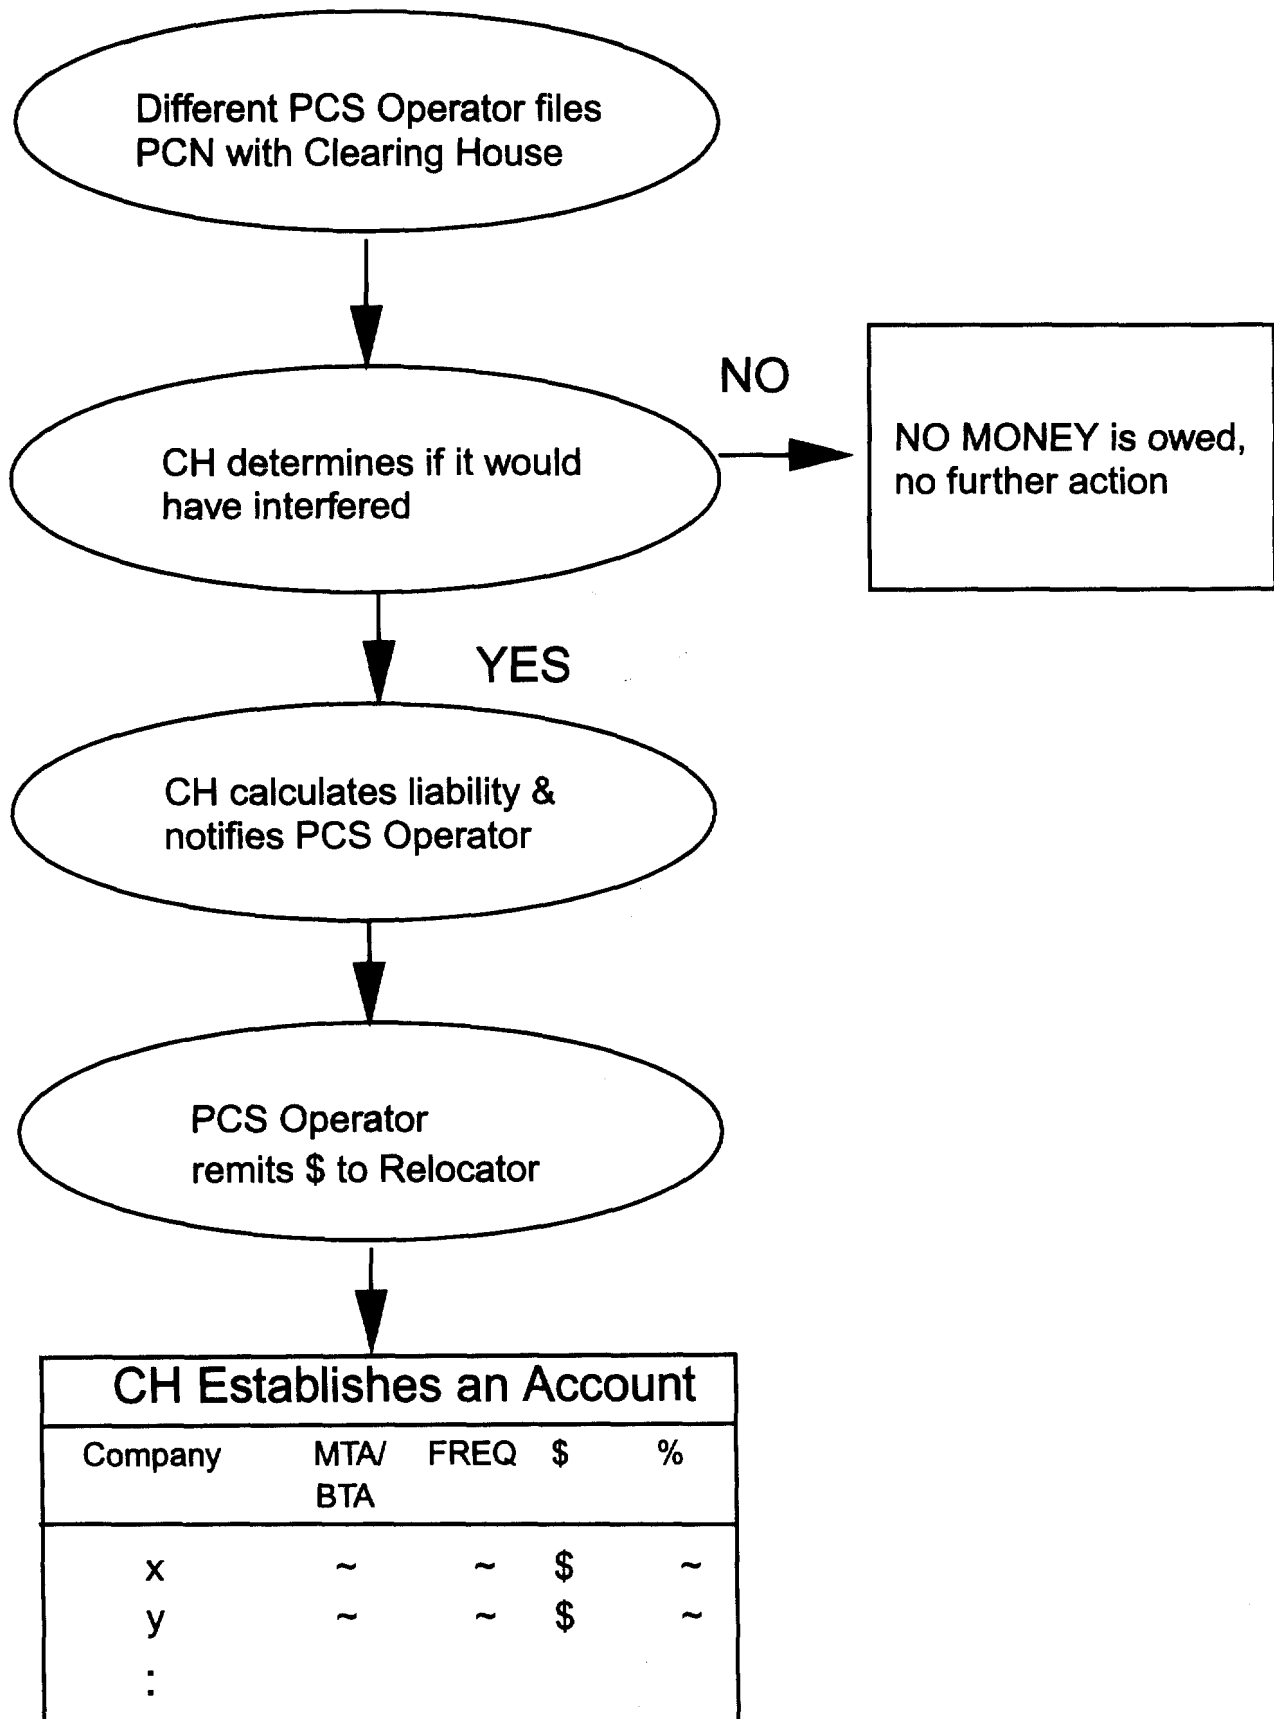 Different PCS Operator files
PCN with Clearing House
NO
CH determines if it would
have interfered
NO MONEY is owed,
no further action
YES
CH calculates liability &
notifies PCS Operator
PCS Operator
remits $ to Relocator
CH Establishes an Account
Company MTA/ FREQ $ %
BTA
x ~ ~ $ ~
y ~ ~ $ ~
: